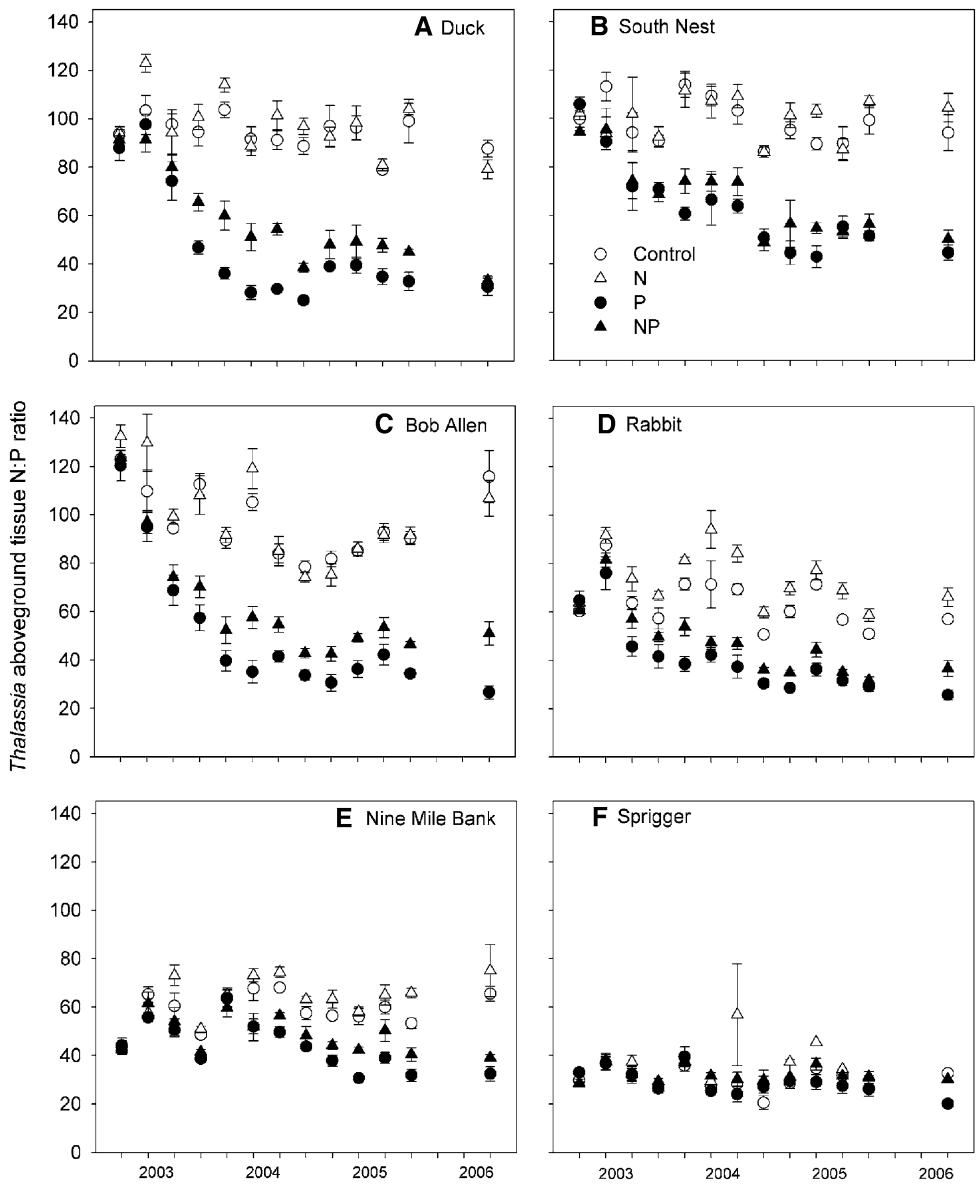 A Duck
140
120
100
80
60
40
20
0
B South Nest
Control
N
P
NP
Thalassia aboveground tissue N:P ratio
C Bob Allen
140
120
100
80
60
40
20
0
D Rabbit
E Nine Mile Bank
140
120
100
80
60
40
20
0
2003 2004 2005 2006
F Sprigger
2003 2004 2005 2006